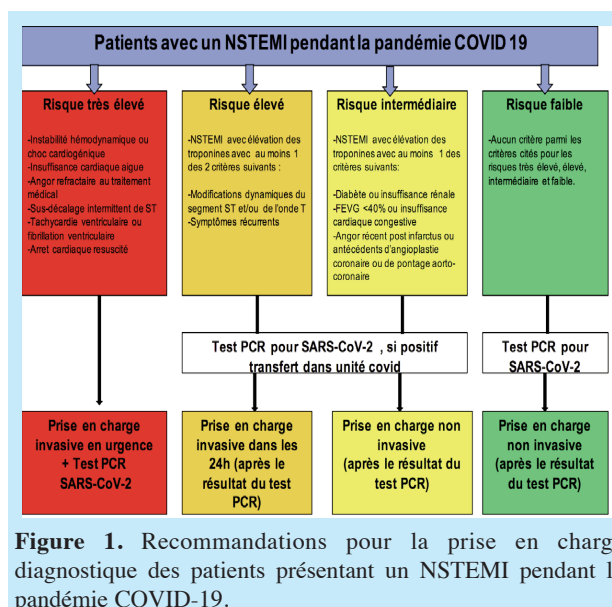 Patients avec un NSTEMI pendant la pandémie COVID 19
Risque très élevé
-Instabilité hémodynamique ou
choc cardiogénique
-Insuffisance cardiaque aigue
-Angor refractaire au traitement
médical
-Sus-décalage intermittent de ST
-Tachycardie ventriculaire ou
fibrillation ventriculaire
-Arret cardiaque resuscité
Risque élevé
-NSTEMI avec élévation des
troponines avec au moins 1
des 2 critères suivants :
-Modifications dynamiques du
segment ST et/ou de l'onde T
-Symptômes récurrents
Risque intermédiaire
-NSTEMI avec élévation des
troponines avec au moins 1 des
critères suivants:
-Diabète ou insuffisance rénale
-FEVG <40% ou insuffisance
cardiaque congestive
-Angor récent post infarctus ou
antécédents d'angioplastie
coronaire ou de pontage aorto-
coronaire
Risque faible
-Aucun critère parmi les
critères cités pour les
risques très élevé, élevé,
intermédiaire et faible.
Test PCR pour SARS-CoV-2 , si positif
transfert dans unité covid
Test PCR pour
SARS-CoV-2
Prise en charge
invasive en urgence
+ Test PCR
SARS-CoV-2
Prise en charge
invasive dans les
24h (après le
résultat du test
PCR)
Prise en charge non
invasive
(après le résultat du
test PCR)
Prise en charge
non invasive
(après le résultat
du test PCR)
Figure 1. Recommandations pour la prise en charg
diagnostique des patients présentant un NSTEMI pendant l
pandémie COVID-19.